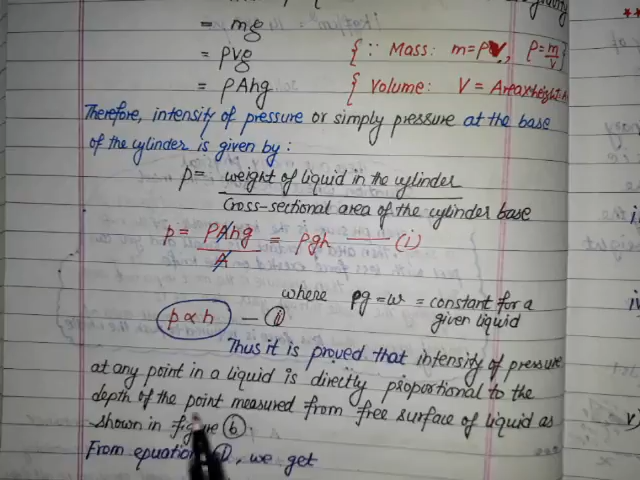 = mg
= ρVg { ∵ Mass: m = ρV, ρ = m/V }
= ρAhg { Volume: V = Area x height
Therefore, intensity of pressure or simply pressure at the base
of the cylinder is given by:
p = weight of liquid in the cylinder
Cross-sectional area of the cylinder base
p = ρAhg / A = ρgh — (i)
where ρg = w = constant for a
given liquid
p ∝ h — ①
Thus it is proved that intensity of pressure
at any point in a liquid is directly proportional to the
depth of the point measured from free surface of liquid as
shown in figure ⓑ
From equation ①, we get